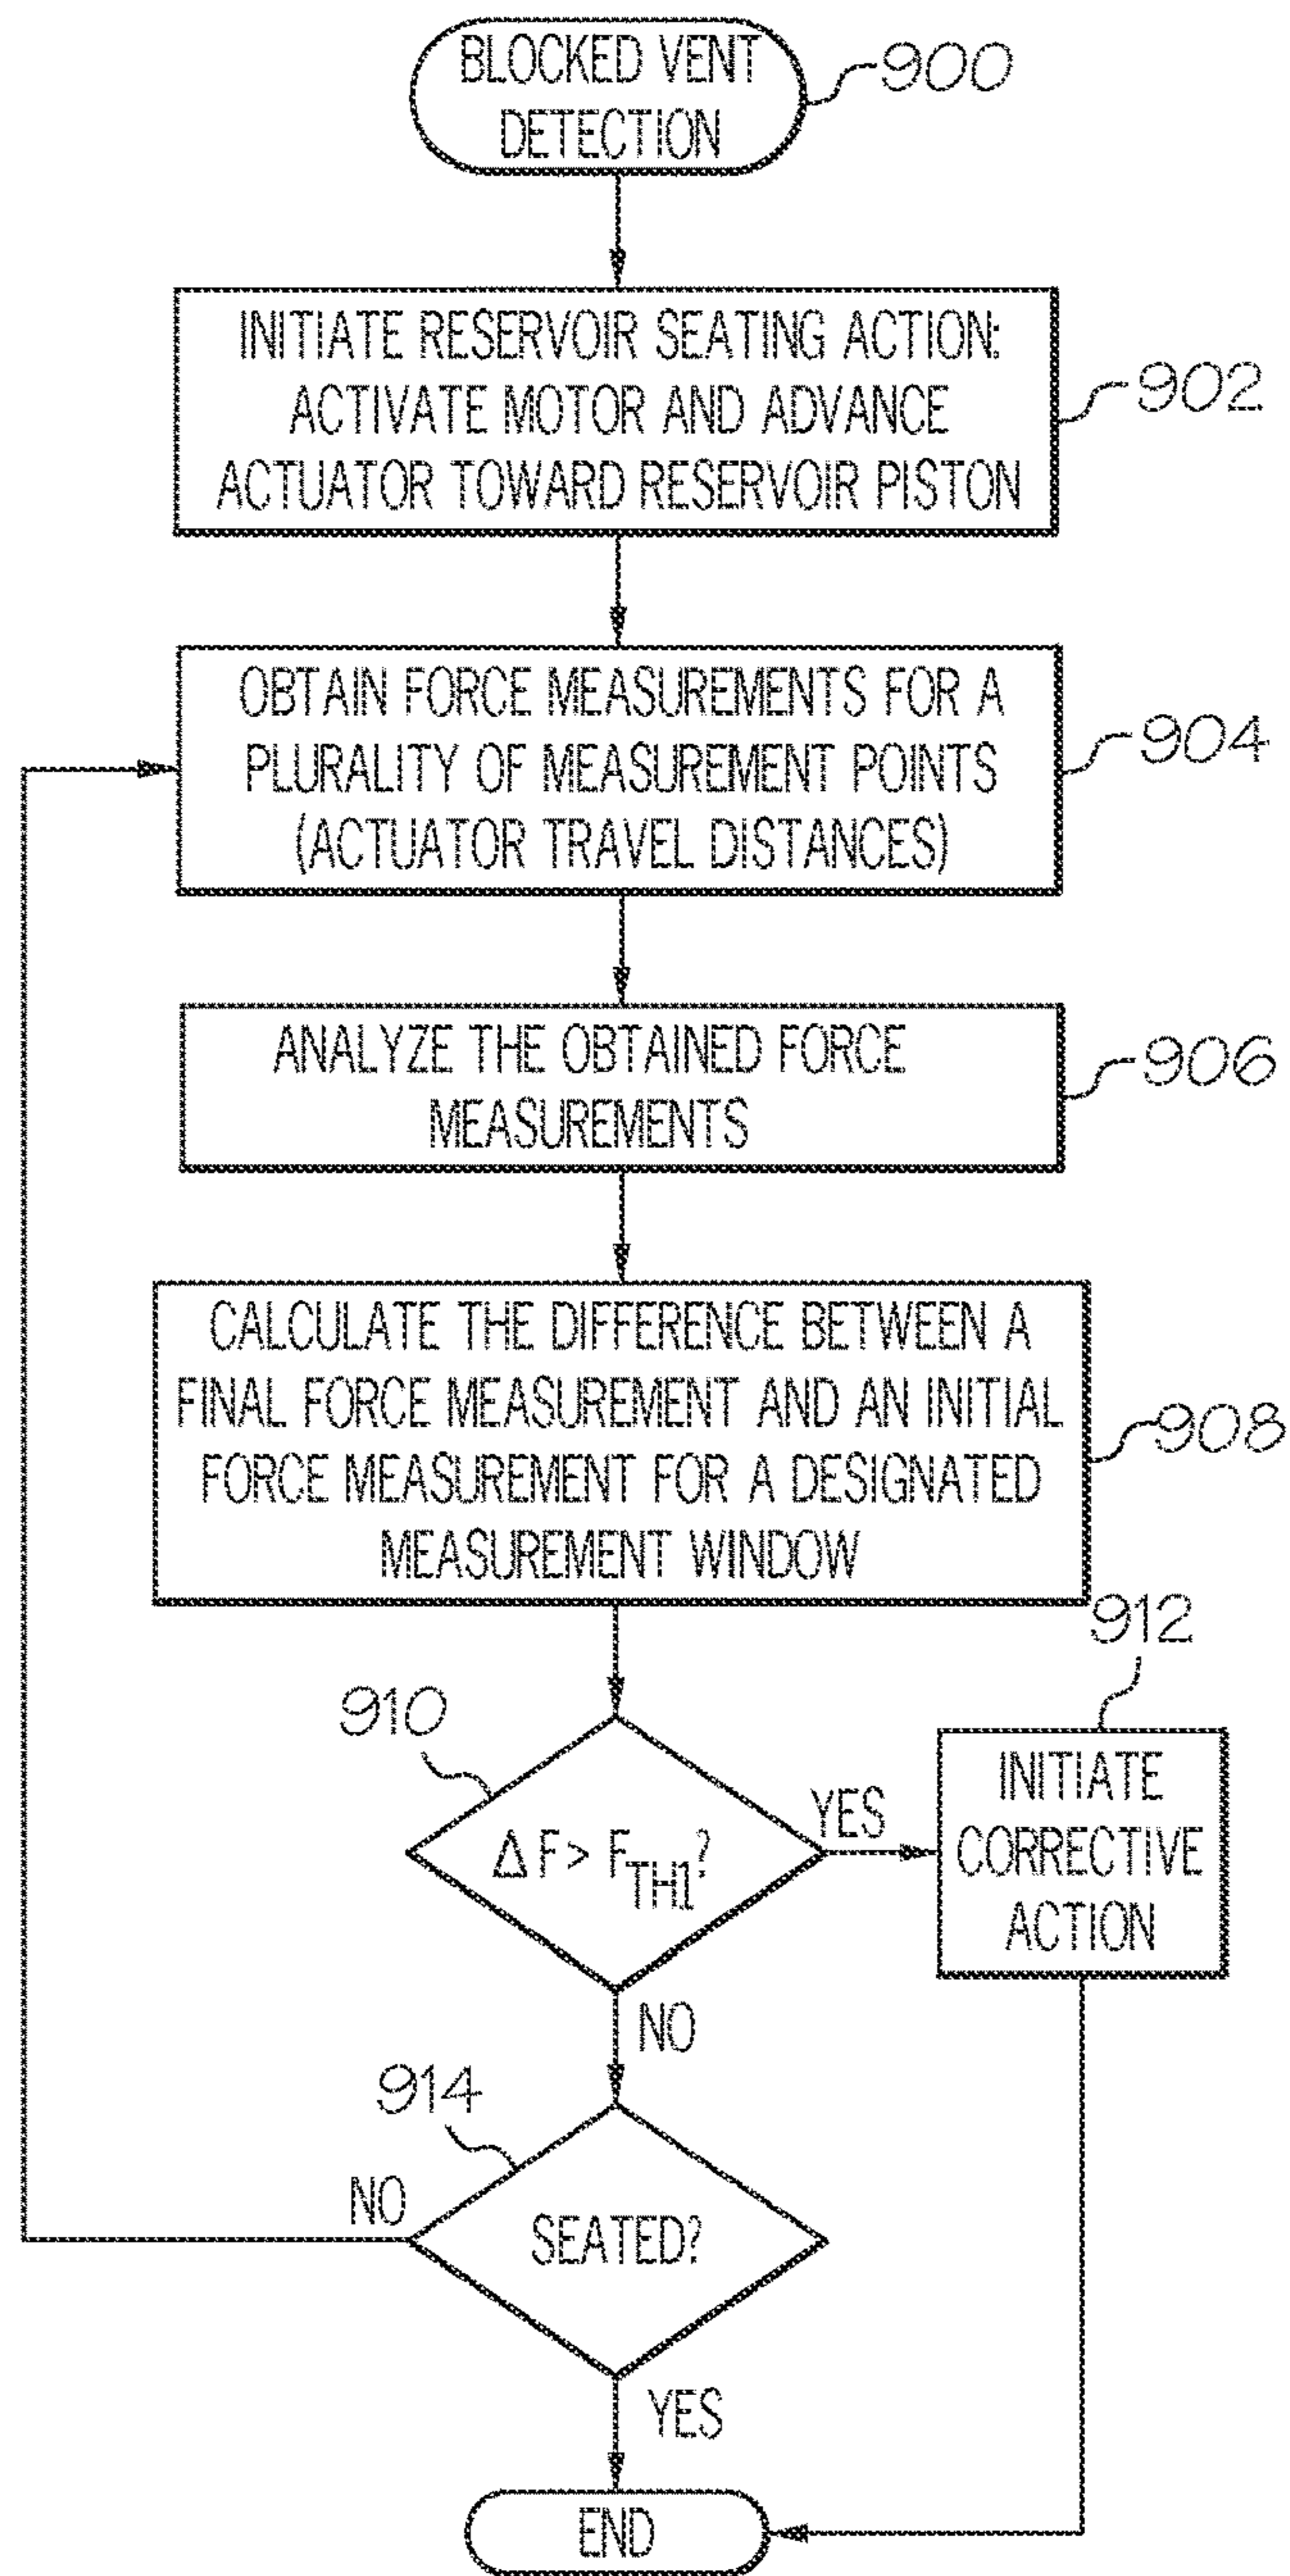 BLOCKED VENT
DETECTION
900
INITIATE RESERVOIR SEATING ACTION:
ACTIVATE MOTOR AND ADVANCE
ACTUATOR TOWARD RESERVOIR PISTON
902
OBTAIN FORCE MEASUREMENTS FOR A
PLURALITY OF MEASUREMENT POINTS
(ACTUATOR TRAVEL DISTANCES)
904
ANALYZE THE OBTAINED FORCE
MEASUREMENTS
906
CALCULATE THE DIFFERENCE BETWEEN A
FINAL FORCE MEASUREMENT AND AN INITIAL
FORCE MEASUREMENT FOR A DESIGNATED
MEASUREMENT WINDOW
908
910
Δ F > F_TH1?
YES
912
INITIATE
CORRECTIVE
ACTION
NO
914
SEATED?
NO
YES
END